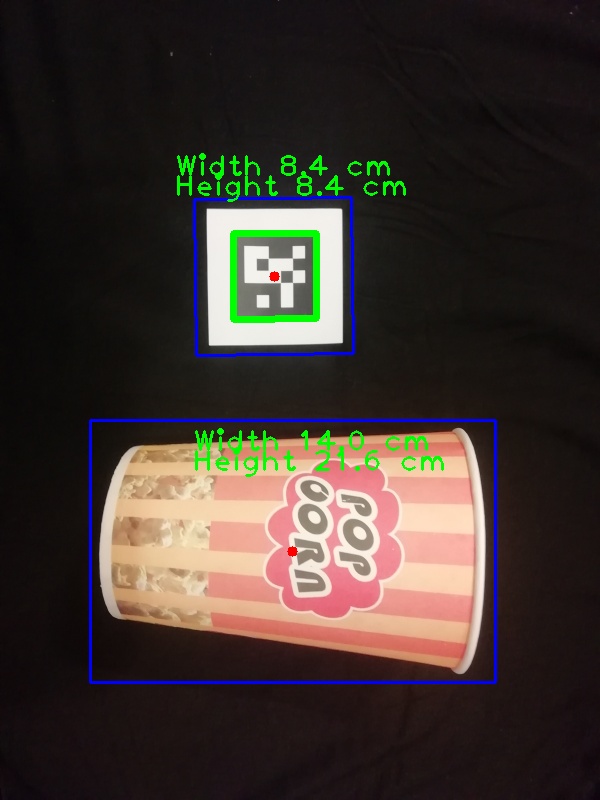 Width 8.4 cm
Height 8.4 cm
Width 14.0 cm
Height 21.6 cm
POP
CORN